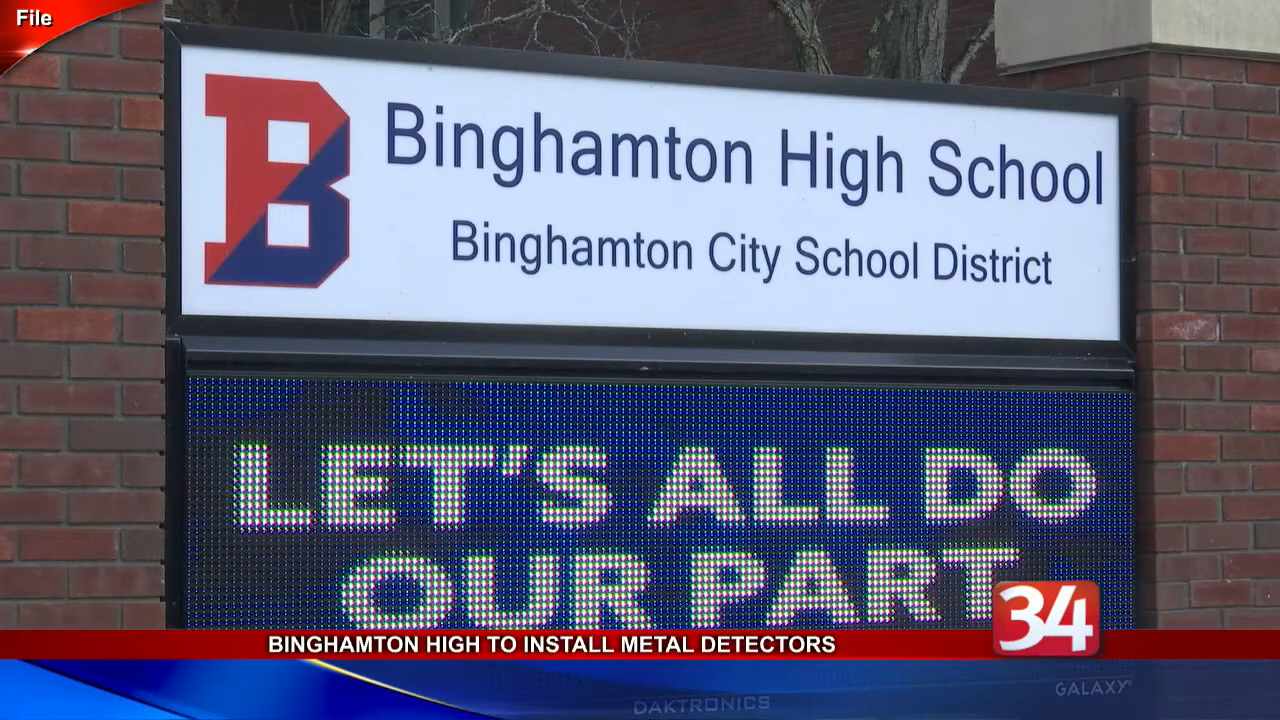 File
B
Binghamton High School
Binghamton City School District
LET'S ALL DO
OUR PART
34
BINGHAMTON HIGH TO INSTALL METAL DETECTORS
GALAXY
DAKTRONICS